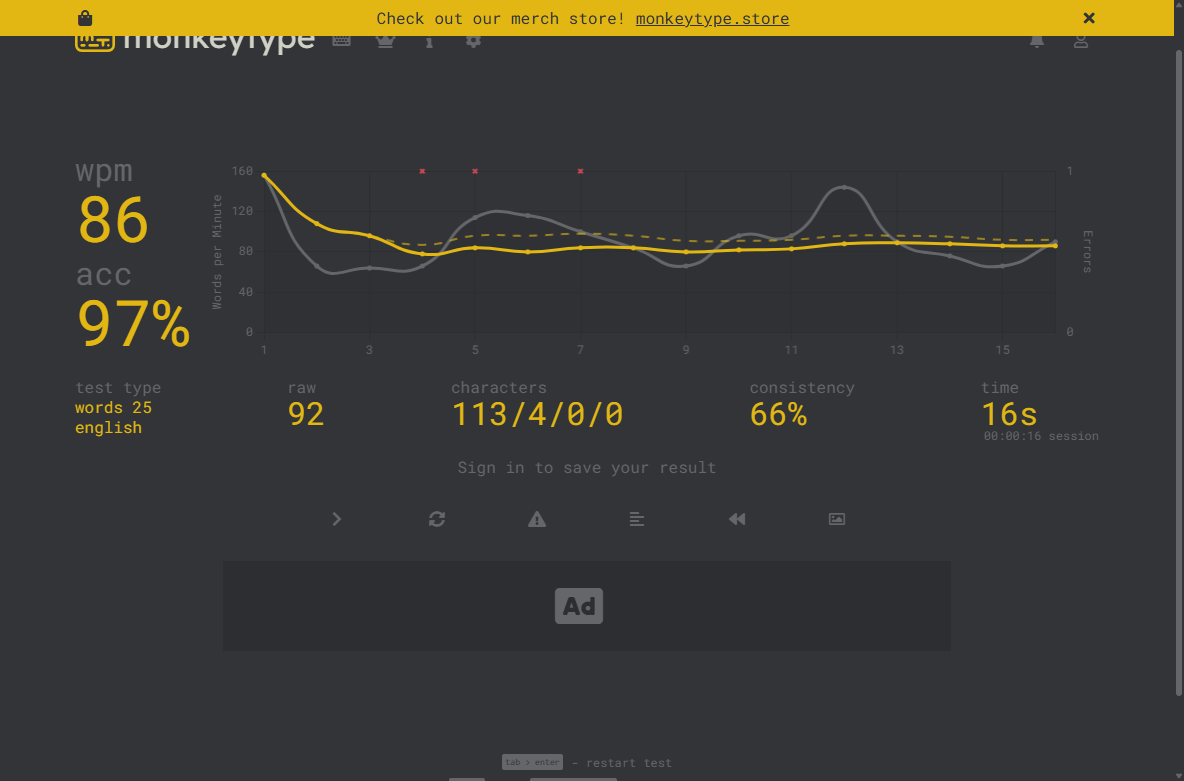 Check out our merch store! monkeytype.store
monkeytype
wpm
86
acc
97%
Words per Minute
160
120
80
40
0
1
3
5
7
9
11
13
15
1
0
Errors
test type
words 25
english
raw
92
characters
113/4/0/0
consistency
66%
time
16s
00:00:16 session
Sign in to save your result
Ad
tab > enter - restart test